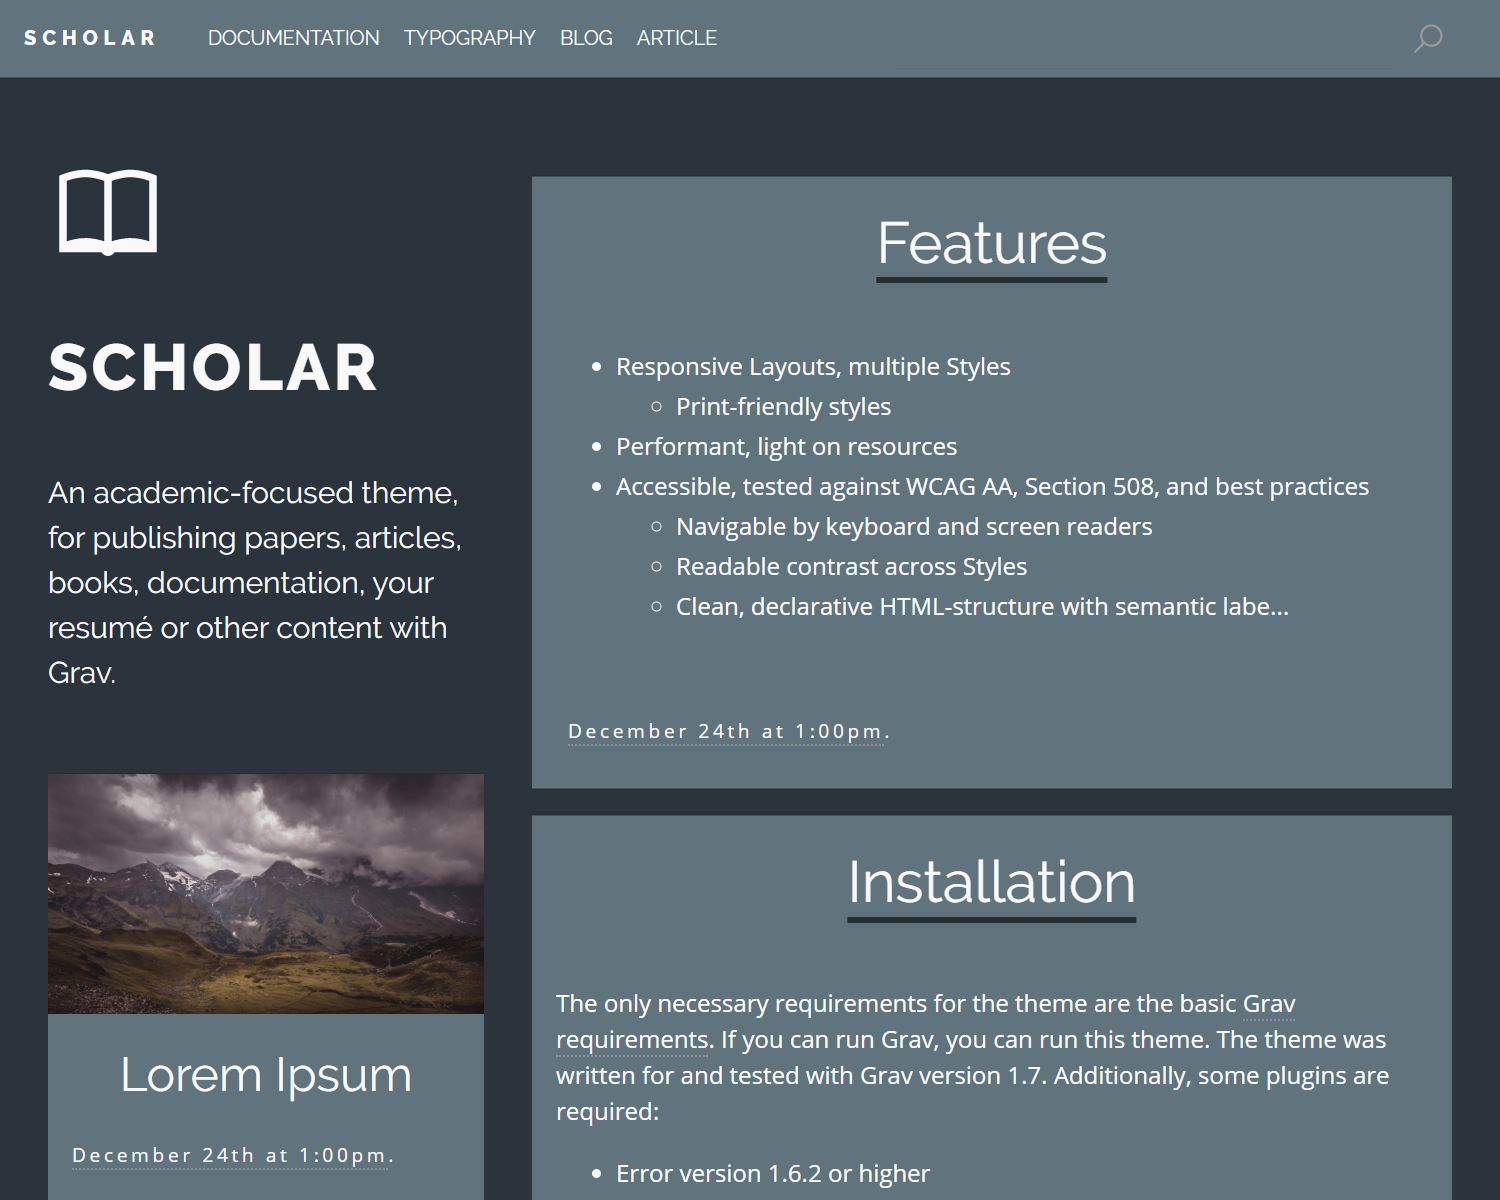 SCHOLAR DOCUMENTATION TYPOGRAPHY BLOG ARTICLE
SCHOLAR
An academic-focused theme,
for publishing papers, articles,
books, documentation, your
resumé or other content with
Grav.
Lorem Ipsum
December 24th at 1:00pm.
Features
Responsive Layouts, multiple Styles
Print-friendly styles
Performant, light on resources
Accessible, tested against WCAG AA, Section 508, and best practices
Navigable by keyboard and screen readers
Readable contrast across Styles
Clean, declarative HTML-structure with semantic labe...
December 24th at 1:00pm.
Installation
The only necessary requirements for the theme are the basic Grav
requirements. If you can run Grav, you can run this theme. The theme was
written for and tested with Grav version 1.7. Additionally, some plugins are
required:
Error version 1.6.2 or higher